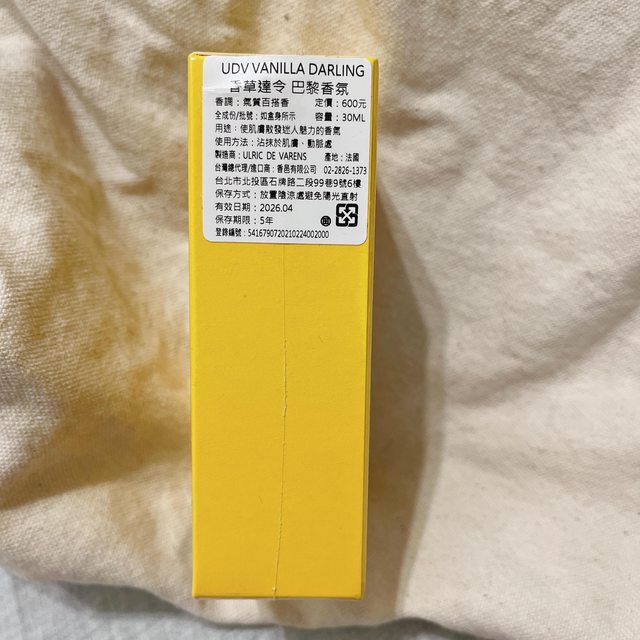 UDV VANILLA DARLING
香草達令 巴黎香氛
香調：氣質百搭香 定價：600元
全成份/批號：如盒身所示 容量：30ML
用途：使肌膚散發迷人魅力的香氣
使用方法：沾抹於肌膚、動脈處
製造商：ULRIC DE VARENS 產地：法國
台灣總代理/進口商：香邑有限公司 02-2826-1373
台北市北投區石牌路二段99巷9號6樓
保存方式：放置陰涼處避免陽光直射
有效日期：2026.04
保存期限：5年
登錄編號：5416790720210224002000